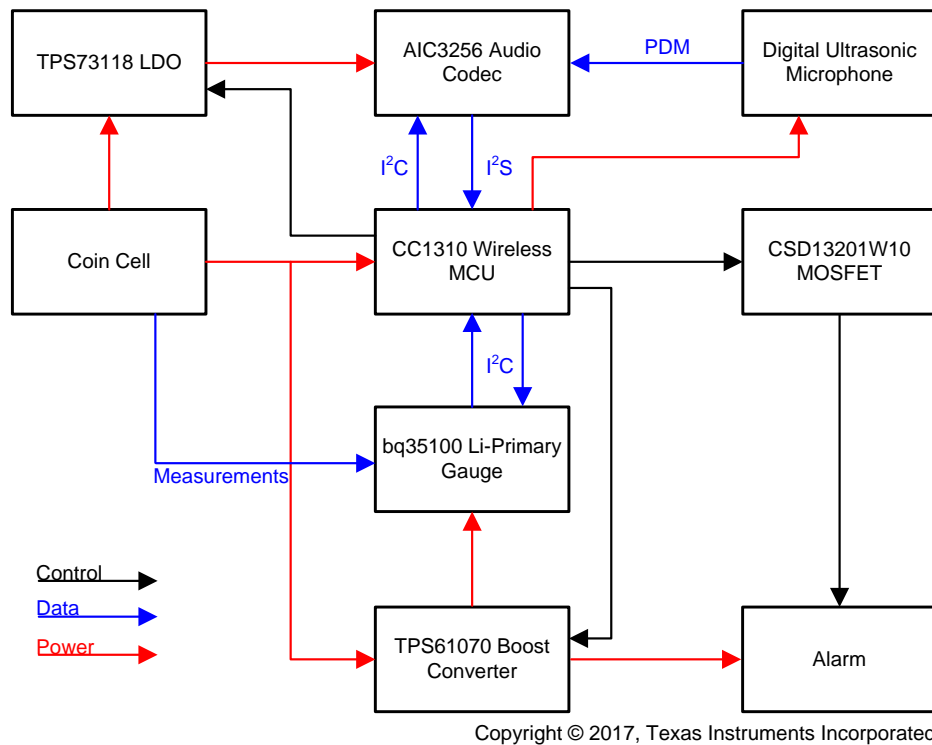 TPS73118 LDO
AIC3256 Audio
Codec
PDM
Digital Ultrasonic
Microphone
I²C
I²S
Coin Cell
CC1310 Wireless
MCU
CSD13201W10
MOSFET
I²C
bq35100 Li-Primary
Gauge
Measurements
Control
Data
Power
TPS61070 Boost
Converter
Alarm
Copyright © 2017, Texas Instruments Incorporated